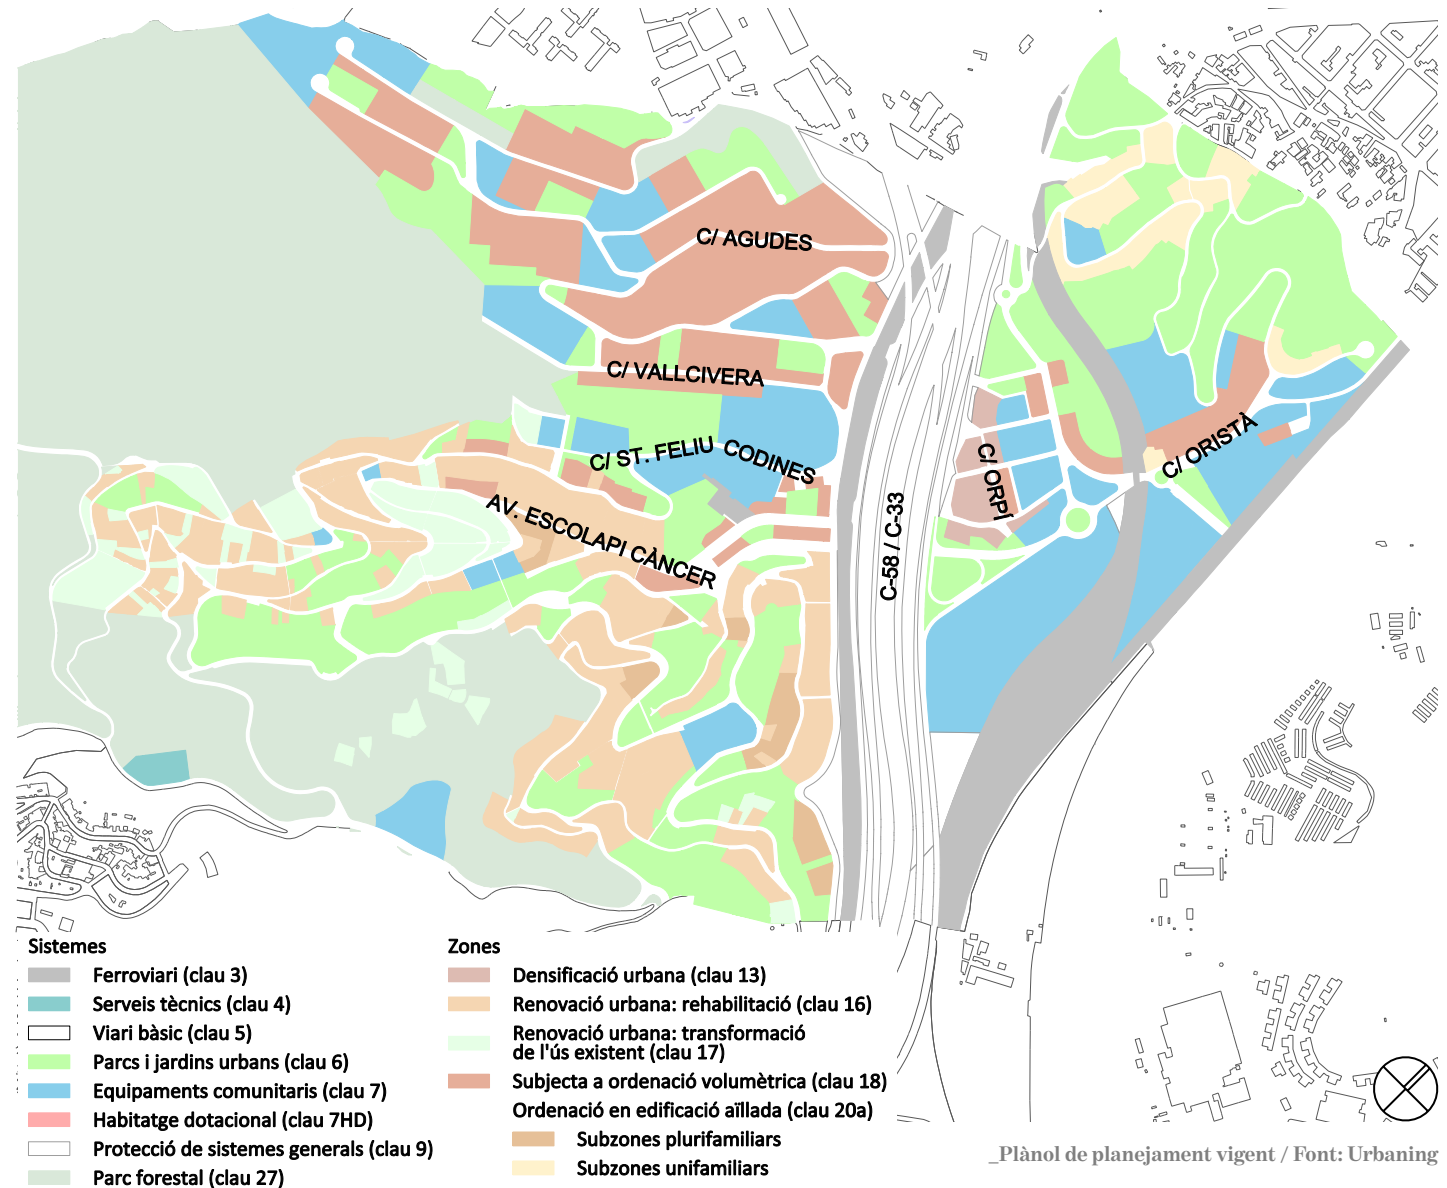 C/ AGUDES
C/ VALLCIVERA
C/ ST. FELIU CODINES
AV. ESCOLAPI CÀNCER
C-58 / C-33
C/ ORPÍ
C/ ORISTÀ
Sistemes
Ferroviari (clau 3)
Serveis tècnics (clau 4)
Viari bàsic (clau 5)
Parcs i jardins urbans (clau 6)
Equipaments comunitaris (clau 7)
Habitatge dotacional (clau 7HD)
Protecció de sistemes generals (clau 9)
Parc forestal (clau 27)
Zones
Densificació urbana (clau 13)
Renovació urbana: rehabilitació (clau 16)
Renovació urbana: transformació
de l'ús existent (clau 17)
Subjecta a ordenació volumètrica (clau 18)
Ordenació en edificació aïllada (clau 20a)
Subzones plurifamiliars
Subzones unifamiliars
_Plànol de planejament vigent / Font: Urbaning